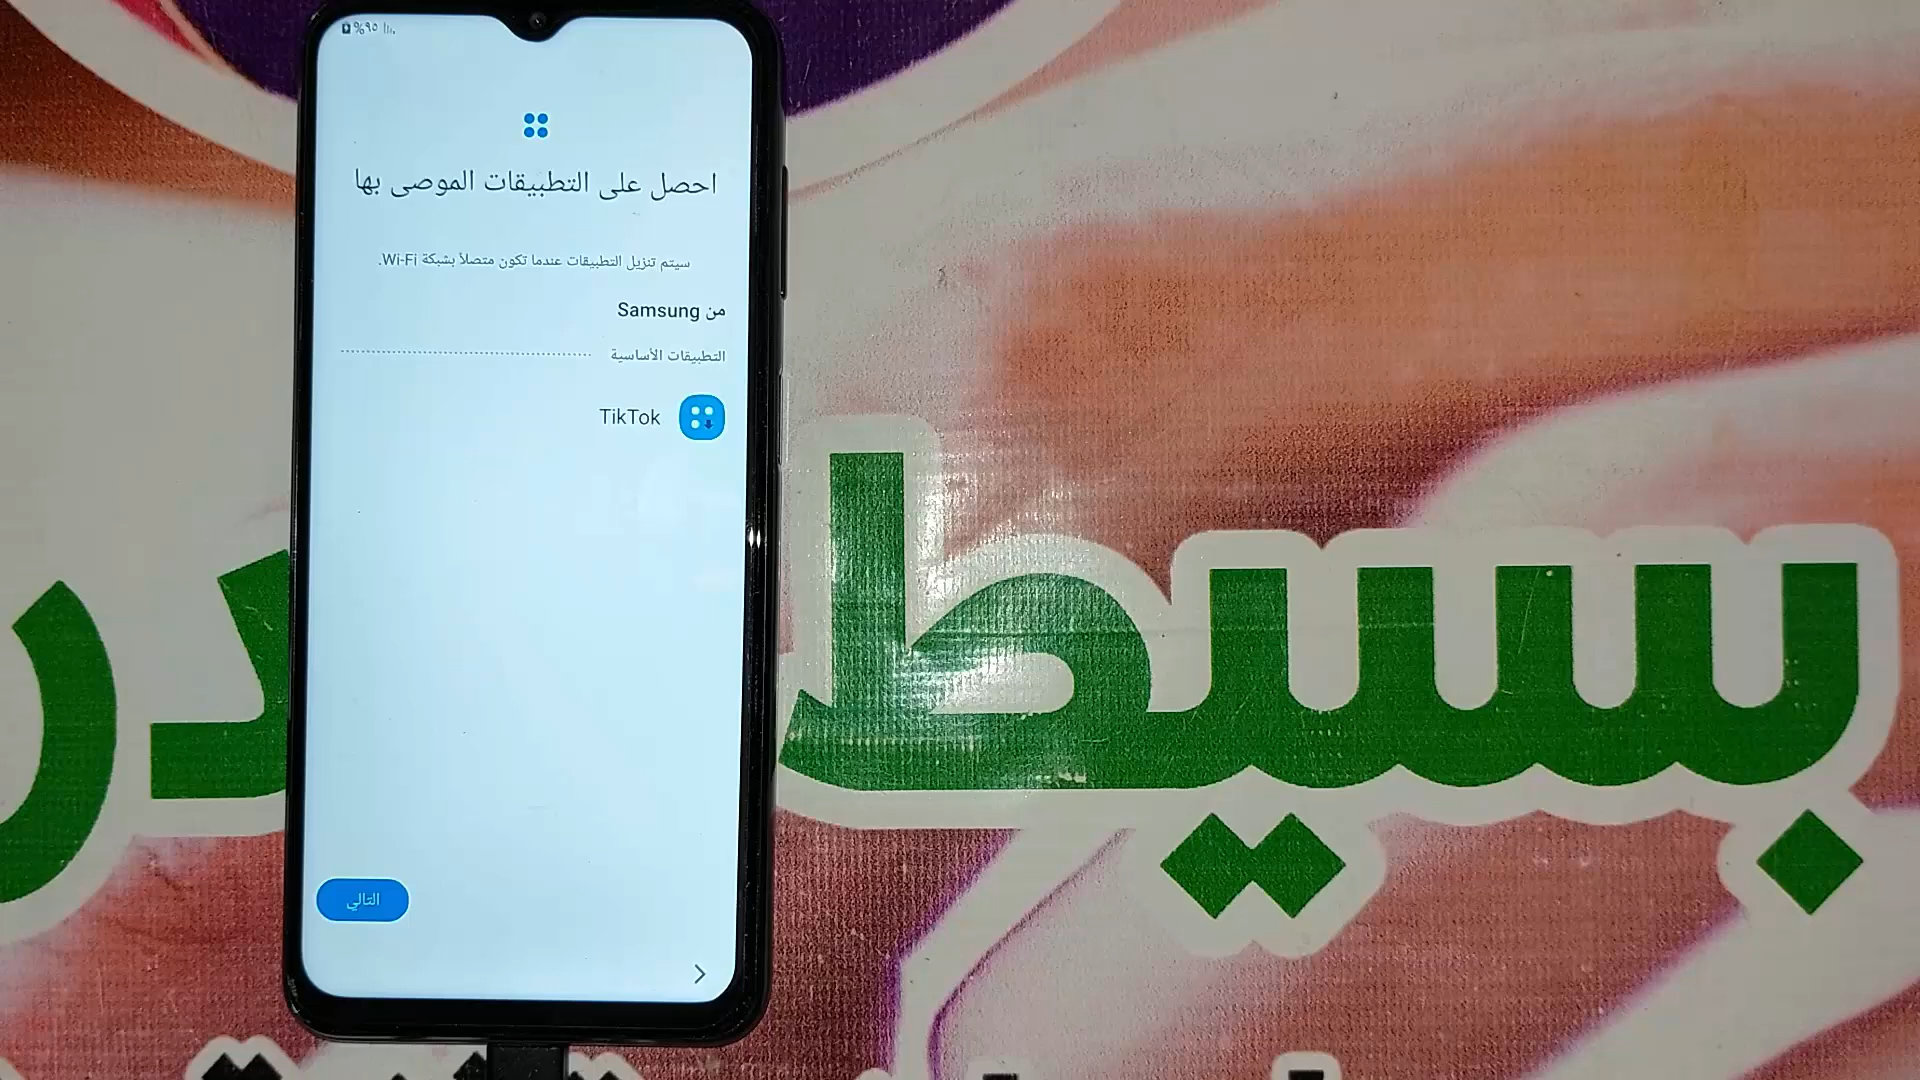 ٩٥%
احصل على التطبيقات الموصى بها
سيتم تنزيل التطبيقات عندما تكون متصلاً بشبكة Wi-Fi.
من Samsung
التطبيقات الأساسية
TikTok
التالي
بسيط
در